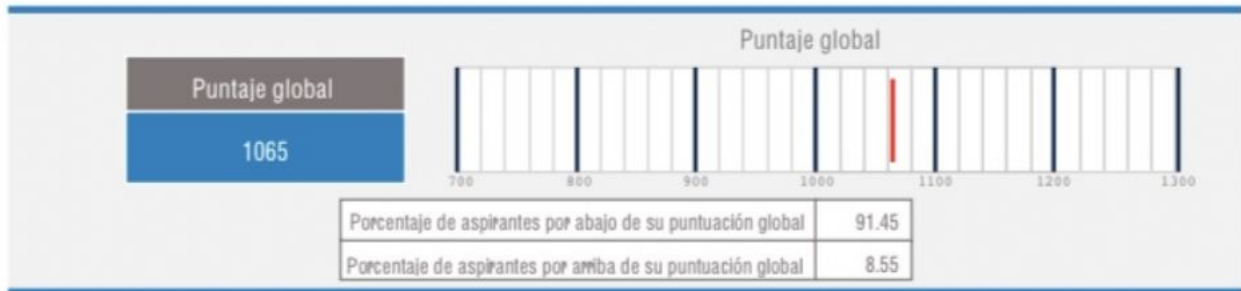 Puntaje global
Puntaje global
1065
700 800 900 1000 1100 1200 1300
Porcentaje de aspirantes por abajo de su puntuación global 91.45
Porcentaje de aspirantes por arriba de su puntuación global 8.55